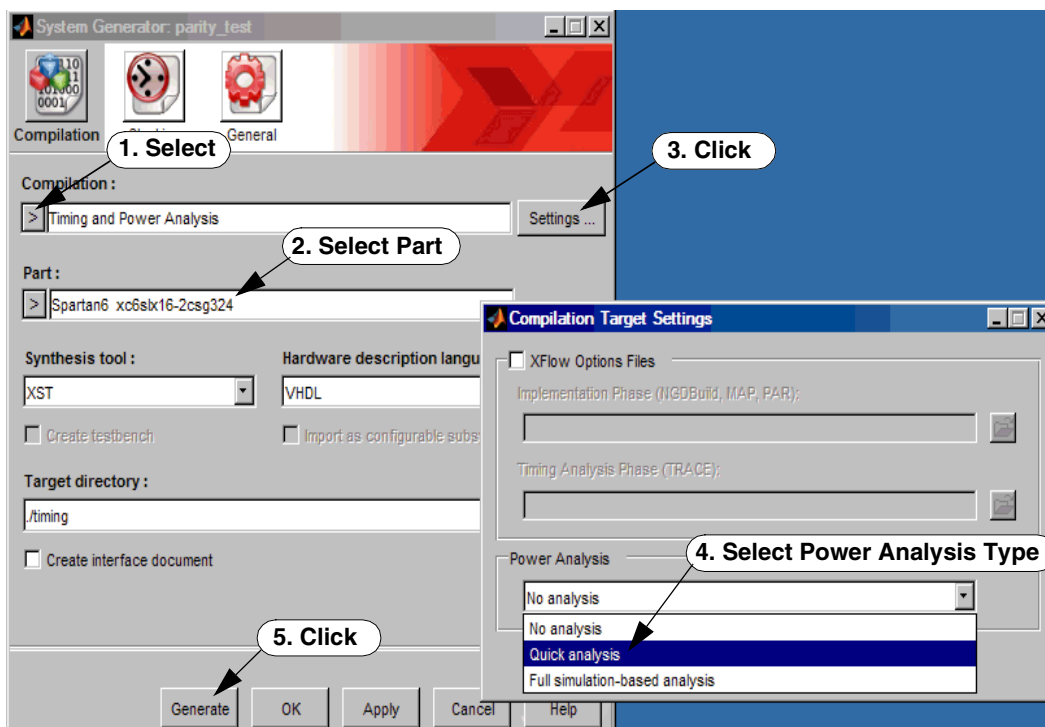 System Generator: parity_test
Compilation
General
1. Select
3. Click
Compilation :
> Timing and Power Analysis
Settings ...
2. Select Part
Part :
> Spartan6 xc6slx16-2csg324
Compilation Target Settings
Synthesis tool :
Hardware description langu
XST
VHDL
Create testbench
Import as configurable subs
Target directory :
./timing
Create interface document
XFlow Options Files
Implementation Phase (NGDBuild, MAP, PAR):
Timing Analysis Phase (TRACE):
Power Analysis
4. Select Power Analysis Type
No analysis
No analysis
Quick analysis
Full simulation-based analysis
5. Click
Generate
OK
Apply
Cancel
Help